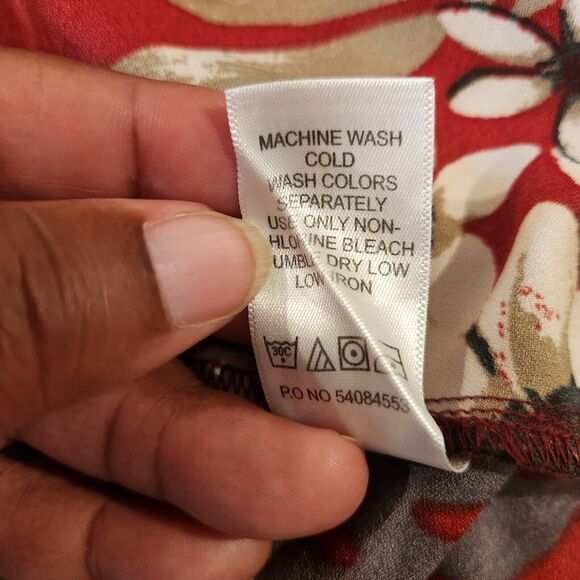 MACHINE WASH
COLD
WASH COLORS
SEPARATELY
USE ONLY NON-
HLORINE BLEACH
UMBLE DRY LOW
LOW IRON
30C
P.O NO 54084553